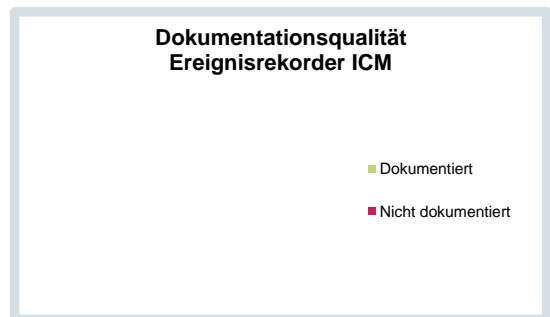 Dokumentationsqualität
Ereignisrekorder ICM
Dokumentiert
Nicht dokumentiert